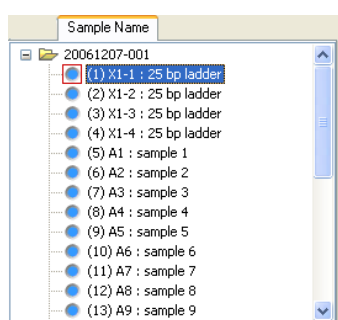 Sample Name
20061207-001
(1) X1-1 : 25 bp ladder
(2) X1-2 : 25 bp ladder
(3) X1-3 : 25 bp ladder
(4) X1-4 : 25 bp ladder
(5) A1 : sample 1
(6) A2 : sample 2
(7) A3 : sample 3
(8) A4 : sample 4
(9) A5 : sample 5
(10) A6 : sample 6
(11) A7 : sample 7
(12) A8 : sample 8
(13) A9 : sample 9